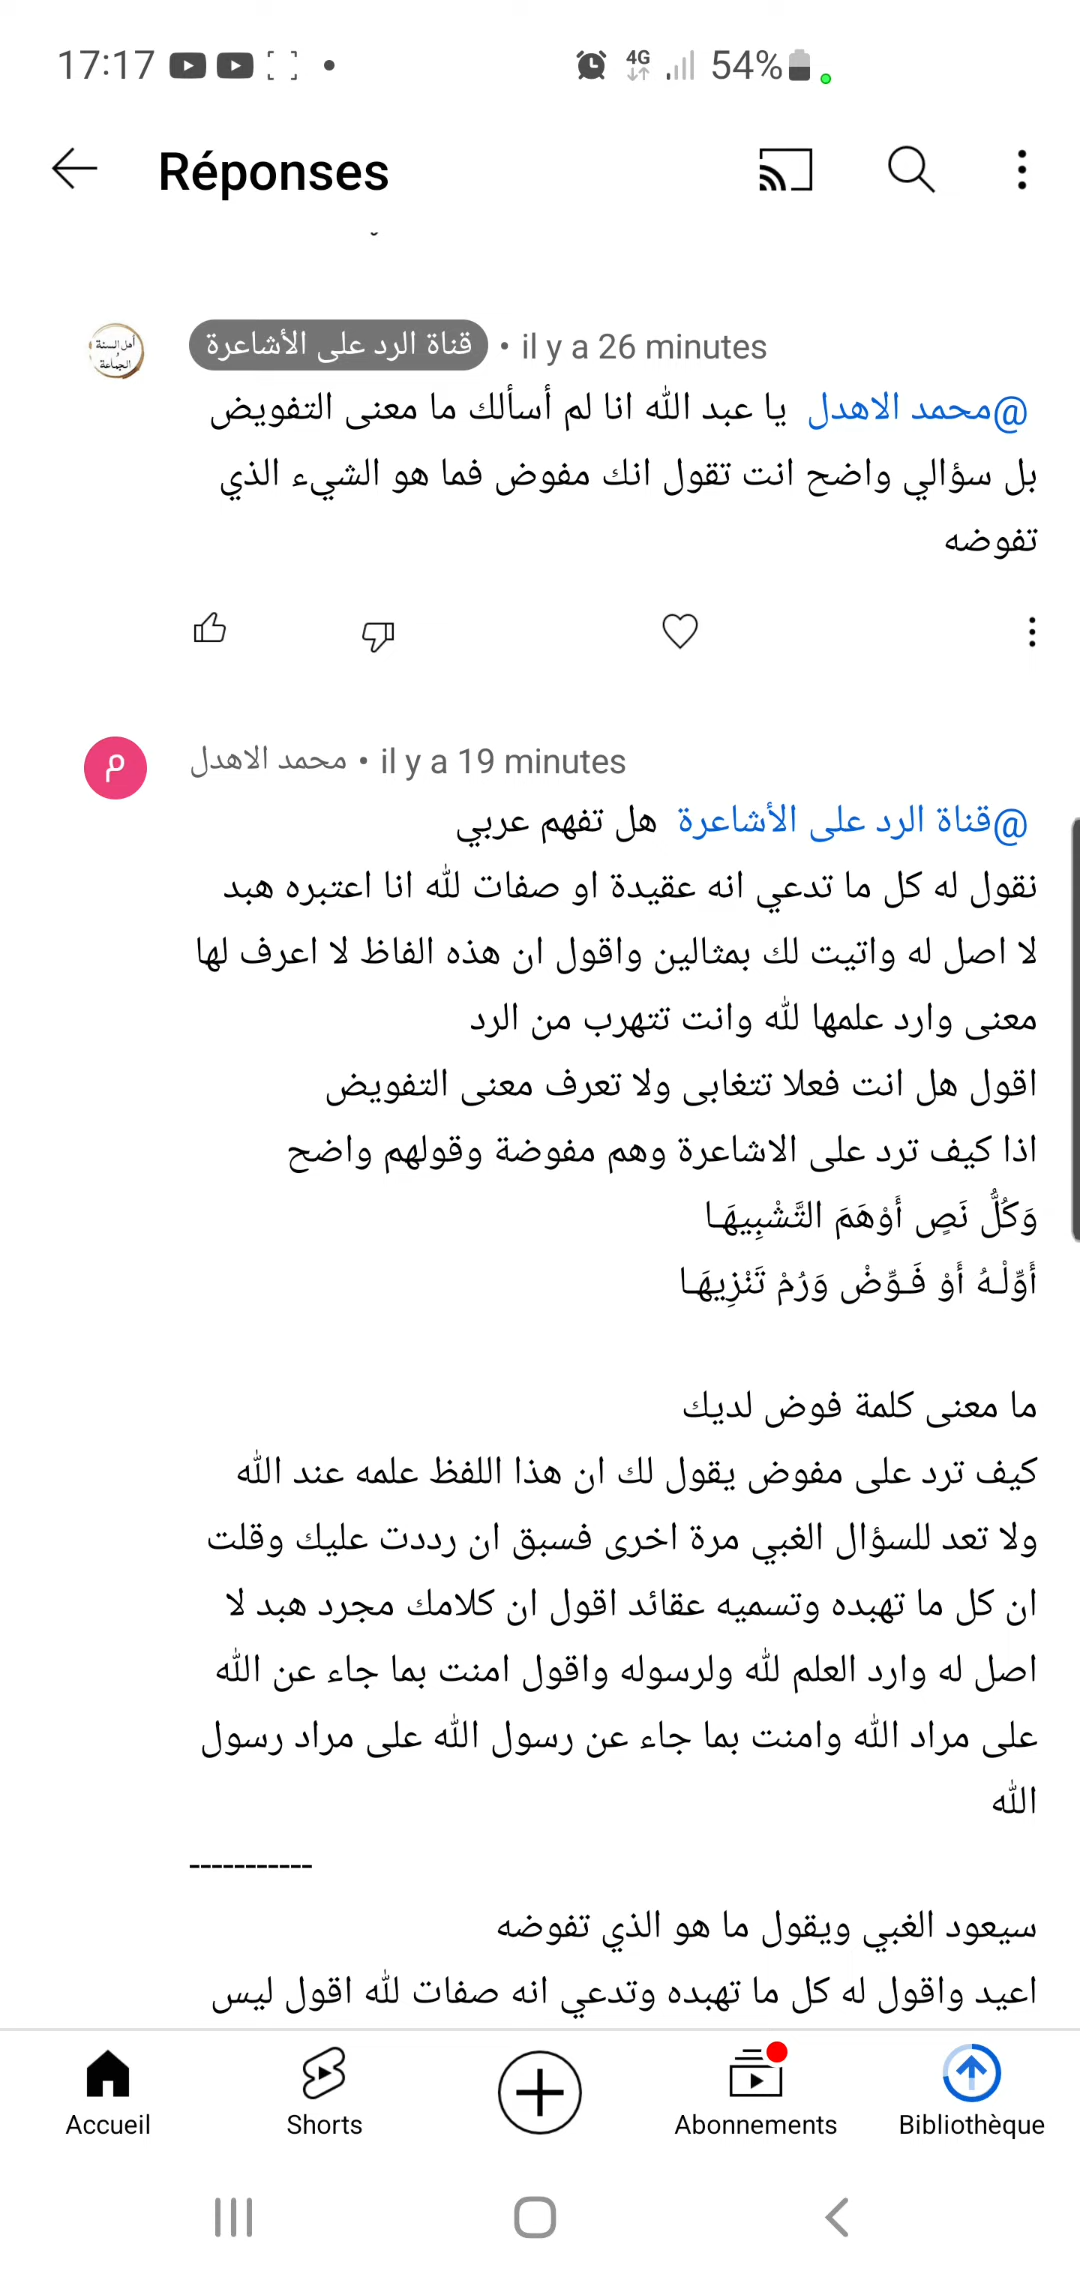 17:17
4G
54%
Réponses
أهل السنة
و
الجماعة
قناة الرد على الأشاعرة • il y a 26 minutes
@محمد الاهدل يا عبد الله انا لم أسألك ما معنى التفويض
بل سؤالي واضح انت تقول انك مفوض فما هو الشيء الذي
تفوضه
م
محمد الاهدل • il y a 19 minutes
@قناة الرد على الأشاعرة هل تفهم عربي
نقول له كل ما تدعي انه عقيدة او صفات لله انا اعتبره هبد
لا اصل له واتيت لك بمثالين واقول ان هذه الفاظ لا اعرف لها
معنى وارد علمها لله وانت تتهرب من الرد
اقول هل انت فعلا تتغابى ولا تعرف معنى التفويض
اذا كيف ترد على الاشاعرة وهم مفوضة وقولهم واضح
وَكُلُّ نَصٍ أَوْهَمَ التَّشْبِيهَـا
أَوِّلْـهُ أَوْ فَـوِّضْ وَرُمْ تَنْزِيهَـا
ما معنى كلمة فوض لديك
كيف ترد على مفوض يقول لك ان هذا اللفظ علمه عند الله
ولا تعد للسؤال الغبي مرة اخرى فسبق ان رددت عليك وقلت
ان كل ما تهبده وتسميه عقائد اقول ان كلامك مجرد هبد لا
اصل له وارد العلم لله ولرسوله واقول امنت بما جاء عن الله
على مراد الله وامنت بما جاء عن رسول الله على مراد رسول
الله
-----------
سيعود الغبي ويقول ما هو الذي تفوضه
اعيد واقول له كل ما تهبده وتدعي انه صفات لله اقول ليس
Accueil
Shorts
Abonnements
Bibliothèque